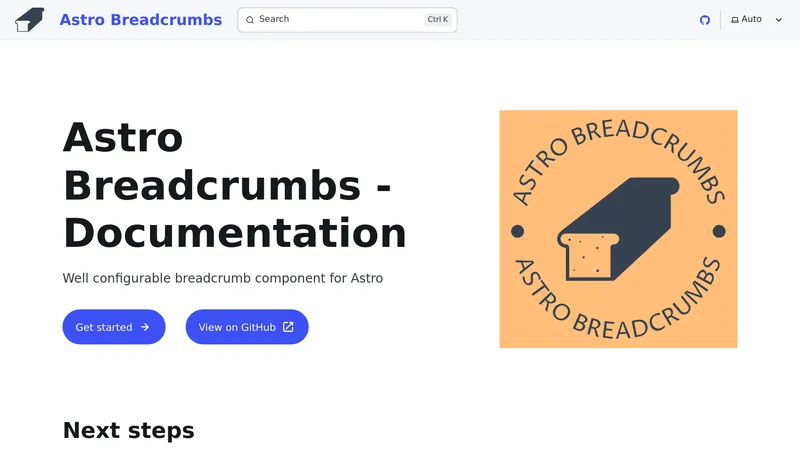 Astro Breadcrumbs
Search
Ctrl K
Auto
Astro
Breadcrumbs -
Documentation
Well configurable breadcrumb component for Astro
Get started
View on GitHub
ASTRO BREADCRUMBS
ASTRO BREADCRUMBS
Next steps